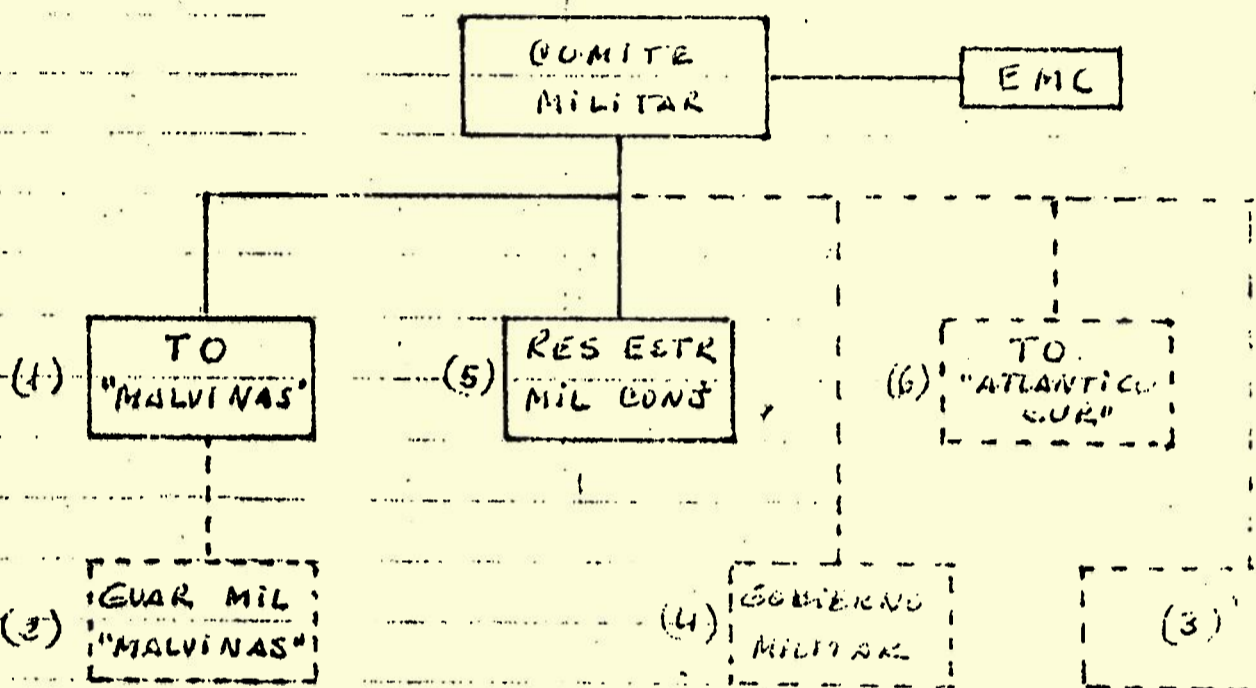 COMITE
MILITAR
EMC
(1)
TO
"MALVINAS"
(5)
RES ESTR
MIL CONJ
(6)
TO
"ATLANTICO
SUR"
(2)
GUAR MIL
"MALVINAS"
(4)
GOBIERNO
MILITAR
(3)